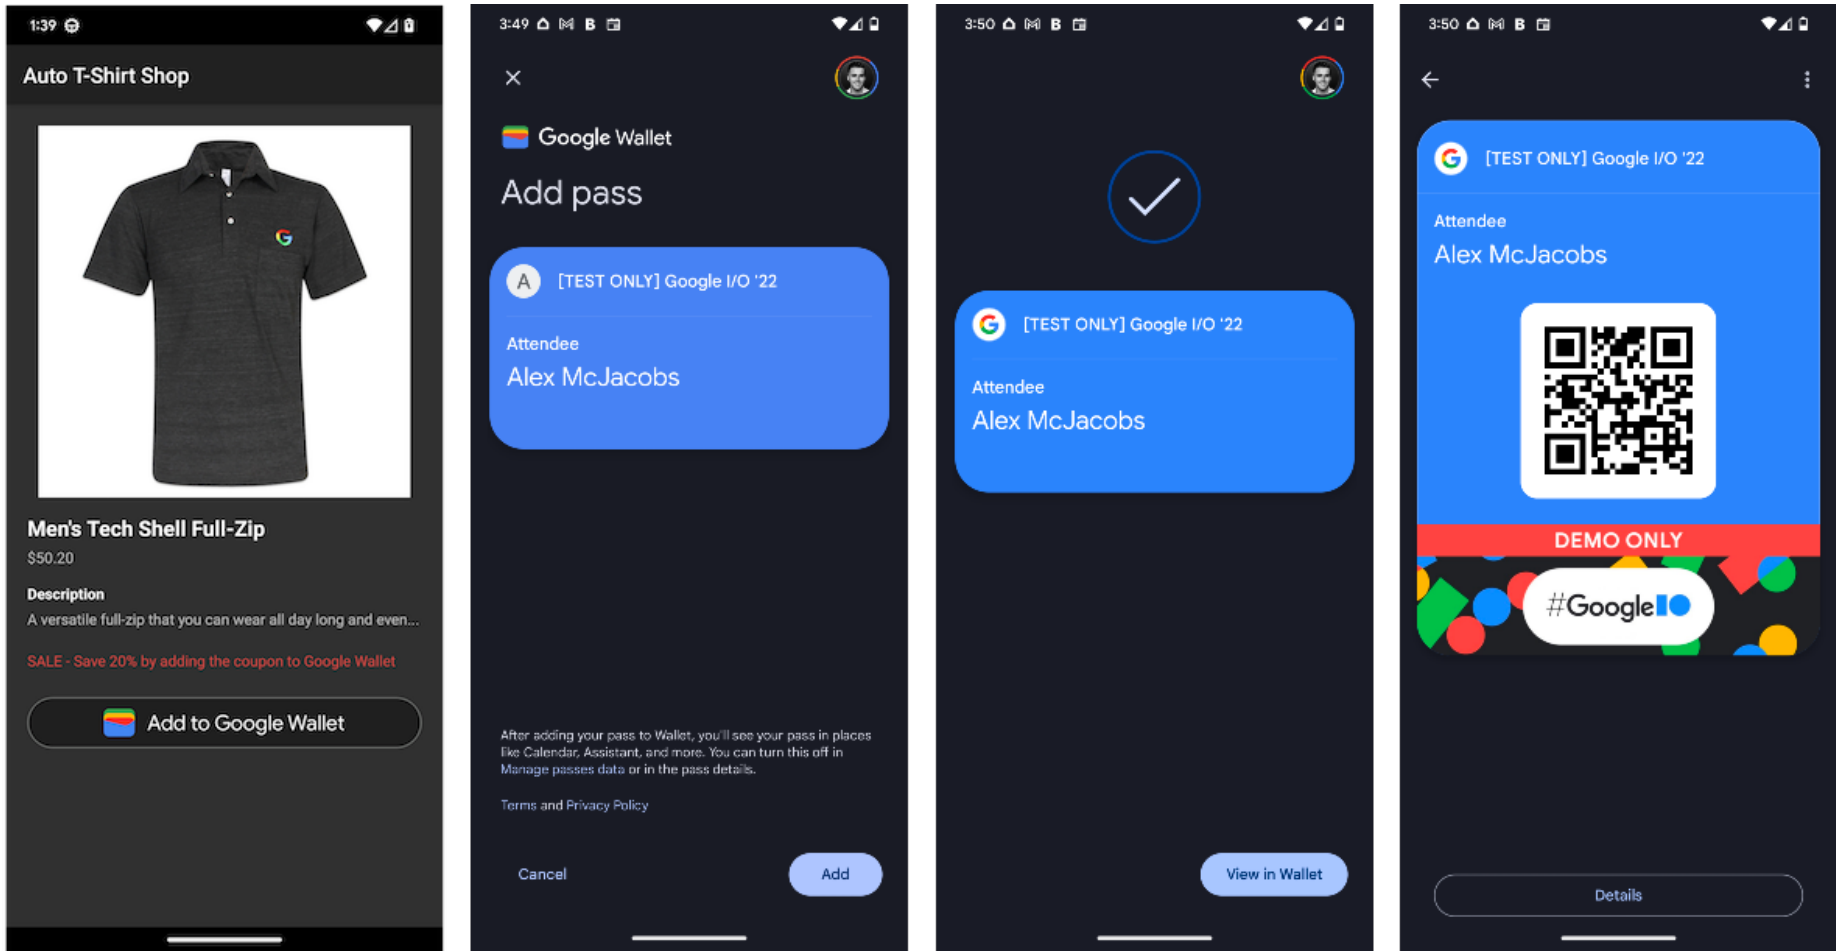 1:39
Auto T-Shirt Shop
G
Men's Tech Shell Full-Zip
$50.20
Description
A versatile full-zip that you can wear all day long and even...
SALE - Save 20% by adding the coupon to Google Wallet
Add to Google Wallet
3:49 B
Google Wallet
Add pass
A [TEST ONLY] Google I/O '22
Attendee
Alex McJacobs
After adding your pass to Wallet, you'll see your pass in places
like Calendar, Assistant, and more. You can turn this off in
Manage passes data or in the pass details.
Terms and Privacy Policy
Cancel
Add
3:50 B
G [TEST ONLY] Google I/O '22
Attendee
Alex McJacobs
View in Wallet
3:50 B
G [TEST ONLY] Google I/O '22
Attendee
Alex McJacobs
DEMO ONLY
#GoogleIO
Details